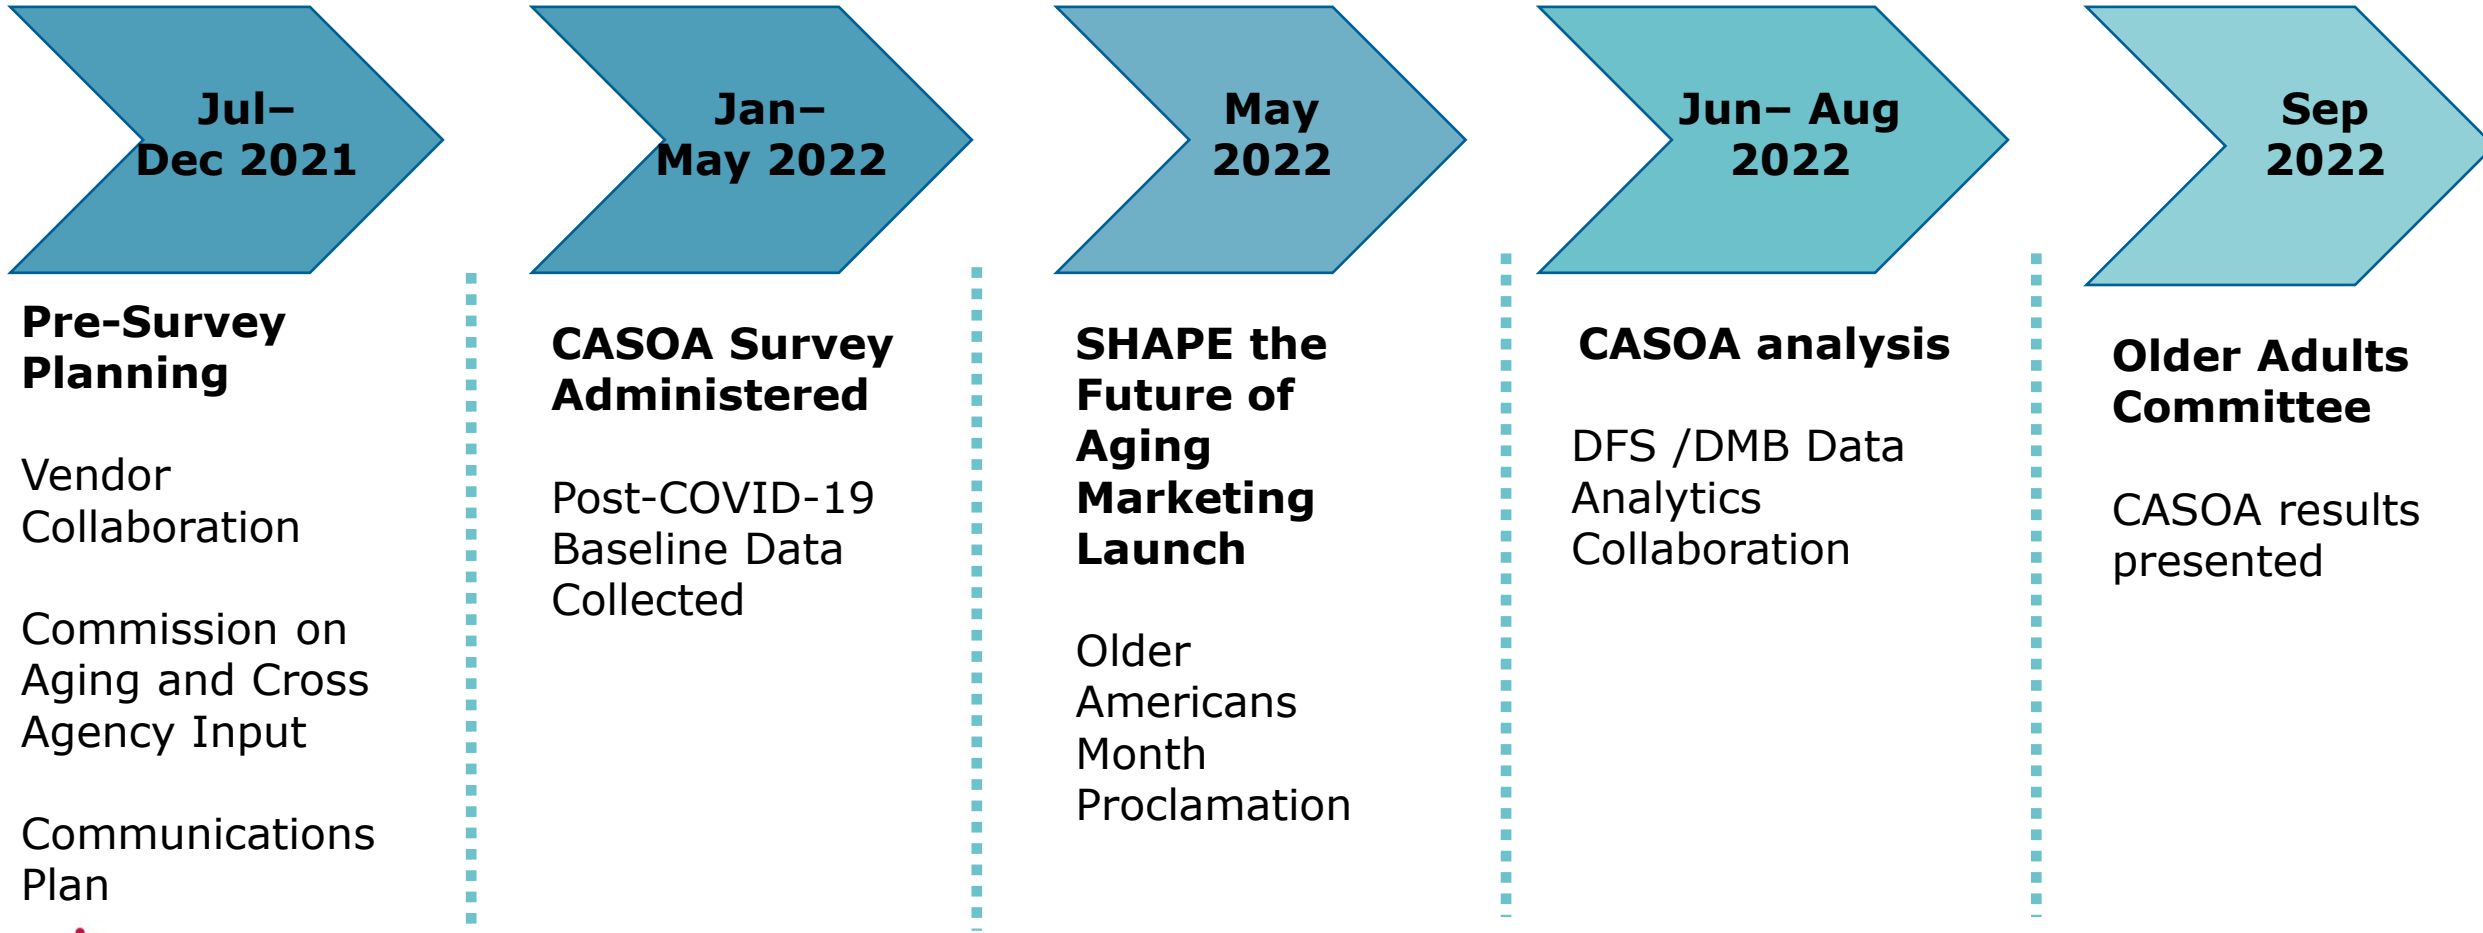 Jul–
Dec 2021
Pre-Survey
Planning
Vendor
Collaboration
Commission on
Aging and Cross
Agency Input
Communications
Plan
Jan–
May 2022
CASOA Survey
Administered
Post-COVID-19
Baseline Data
Collected
May
2022
SHAPE the
Future of
Aging
Marketing
Launch
Older
Americans
Month
Proclamation
Jun– Aug
2022
CASOA analysis
DFS /DMB Data
Analytics
Collaboration
Sep
2022
Older Adults
Committee
CASOA results
presented